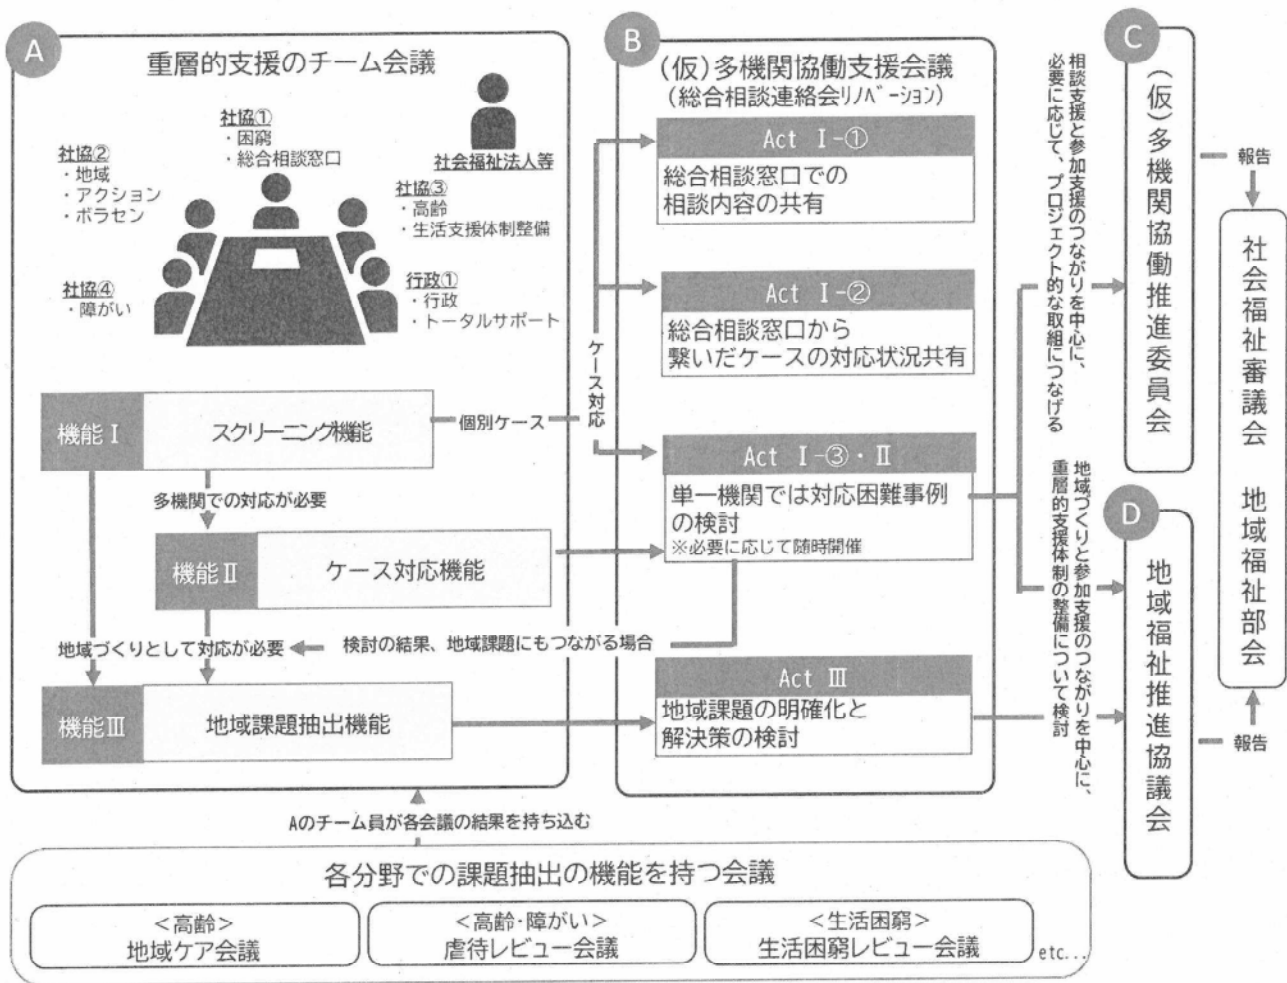 A
重層的支援のチーム会議
社協①
・困窮
・総合相談窓口
社会福祉法人等
社協②
・地域
・アクション
・ボラセン
社協③
・高齢
・生活支援体制整備
社協④
・障がい
行政①
・行政
・トータルサポート
機能Ⅰ
スクリーニング機能
個別ケース
ケース対応
多機関での対応が必要
機能Ⅱ
ケース対応機能
地域づくりとして対応が必要
検討の結果、地域課題にもつながる場合
機能Ⅲ
地域課題抽出機能
B
(仮)多機関協働支援会議
(総合相談連絡会リノベーション)
Act Ⅰ-①
総合相談窓口での
相談内容の共有
Act Ⅰ-②
総合相談窓口から
繋いだケースの対応状況共有
Act Ⅰ-③・Ⅱ
単一機関では対応困難事例
の検討
※必要に応じて随時開催
Act Ⅲ
地域課題の明確化と
解決策の検討
相談支援と参加支援のつながりを中心に、
必要に応じて、プロジェクト的な取組につなげる
地域づくりと参加支援のつながりを中心に、
重層的支援体制の整備について検討
C
(仮)多機関協働推進委員会
D
地域福祉推進協議会
報告
社会福祉審議会 地域福祉部会
報告
Aのチーム員が各会議の結果を持ち込む
各分野での課題抽出の機能を持つ会議
<高齢>
地域ケア会議
<高齢・障がい>
虐待レビュー会議
<生活困窮>
生活困窮レビュー会議
etc...